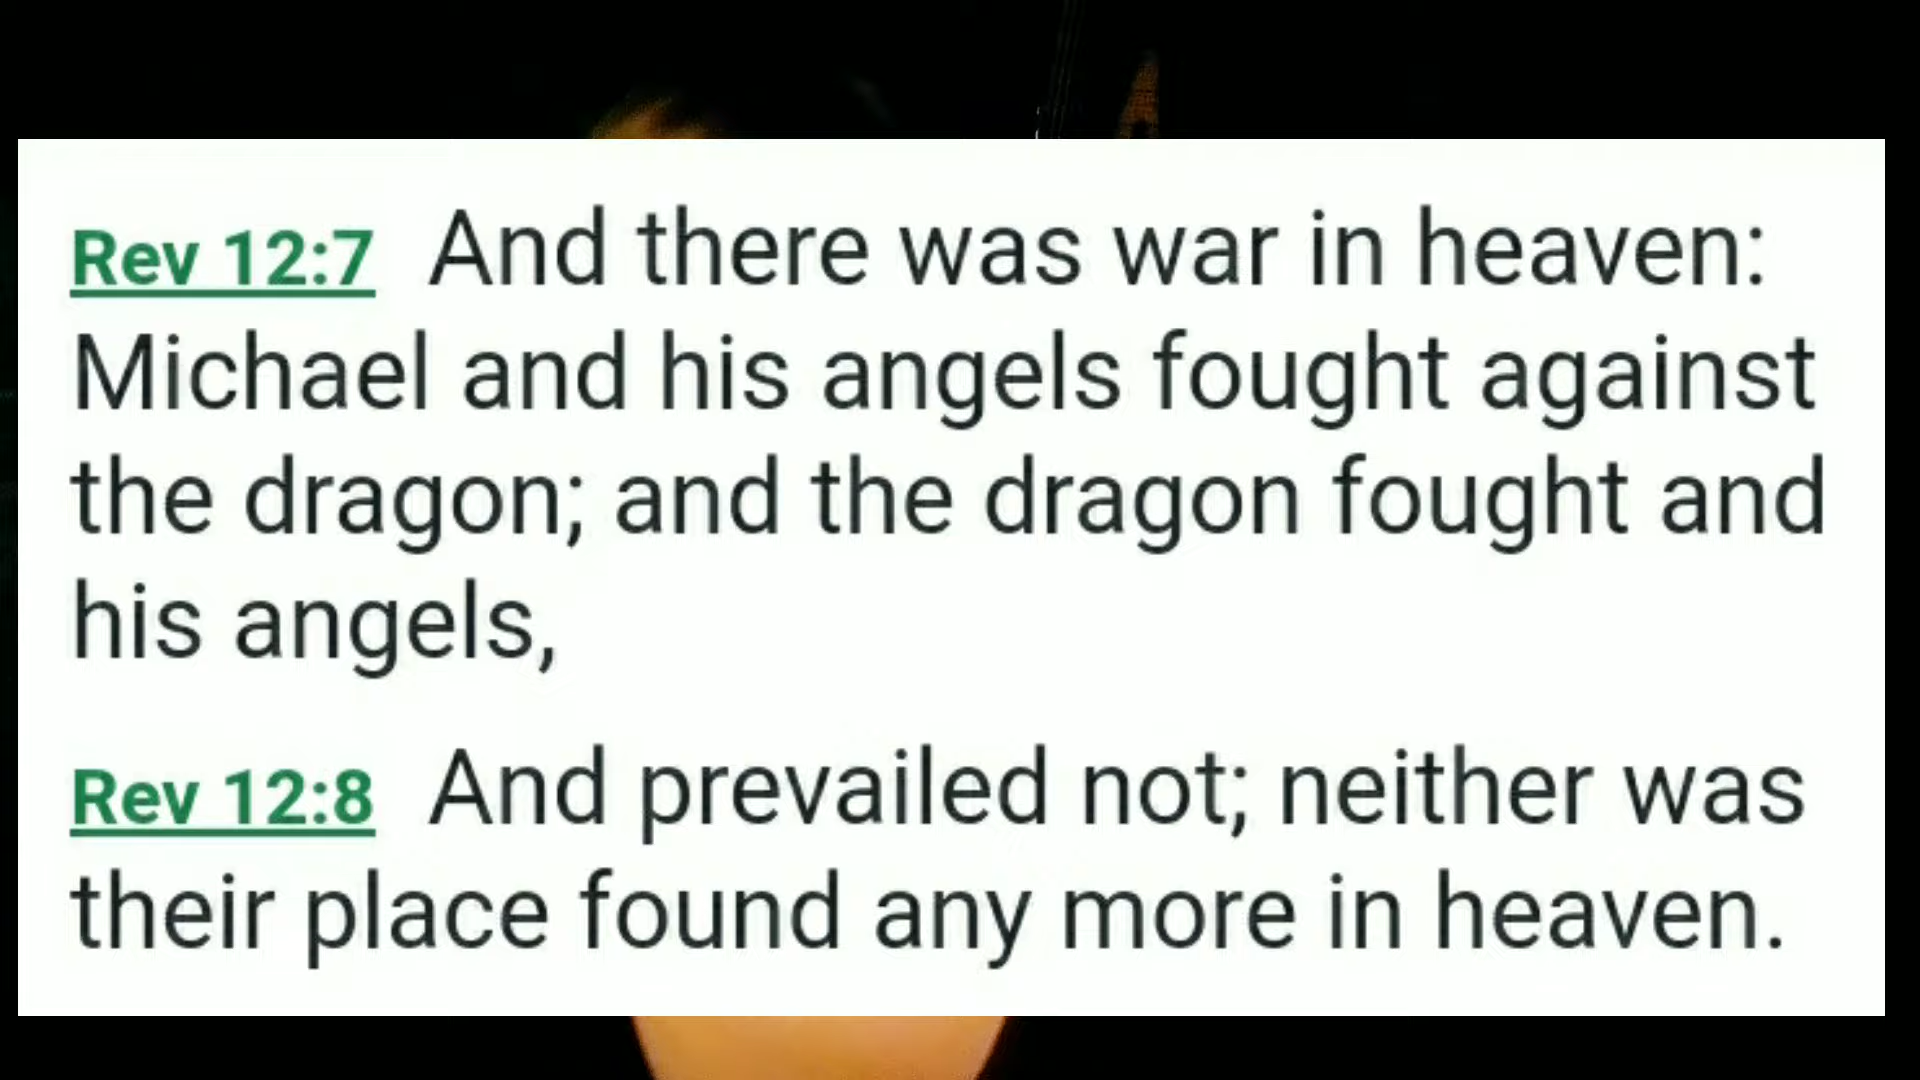 Rev 12:7 And there was war in heaven:
Michael and his angels fought against
the dragon; and the dragon fought and
his angels,
Rev 12:8 And prevailed not; neither was
their place found any more in heaven.